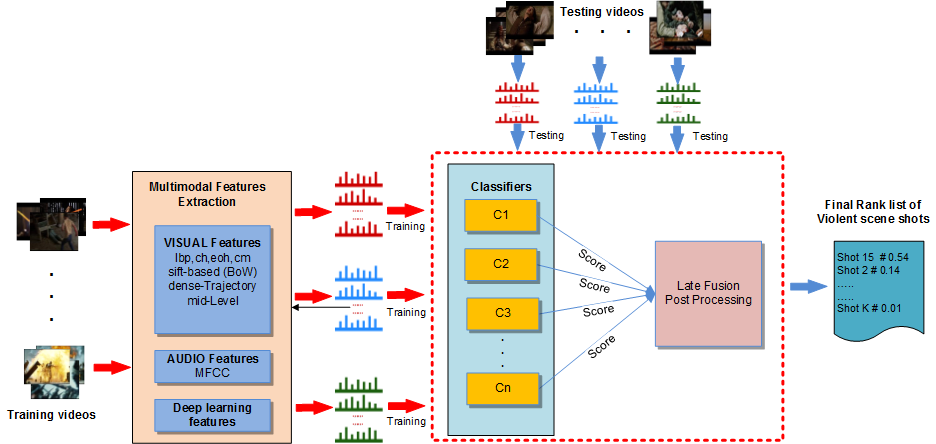 Testing videos
. . .
Testing
Testing
Testing
Multimodal Features
Extraction
VISUAL Features
lbp,ch,eoh,cm
sift-based (BoW)
dense-Trajectory
mid-Level
AUDIO Features
MFCC
Deep learning
features
Training videos
Training
Training
Training
Classifiers
C1
C2
C3
Cn
Score
Score
Score
Score
Late Fusion
Post Processing
Final Rank list of
Violent scene shots
Shot 15 # 0.54
Shot 2 # 0.14
.....
.....
Shot K # 0.01